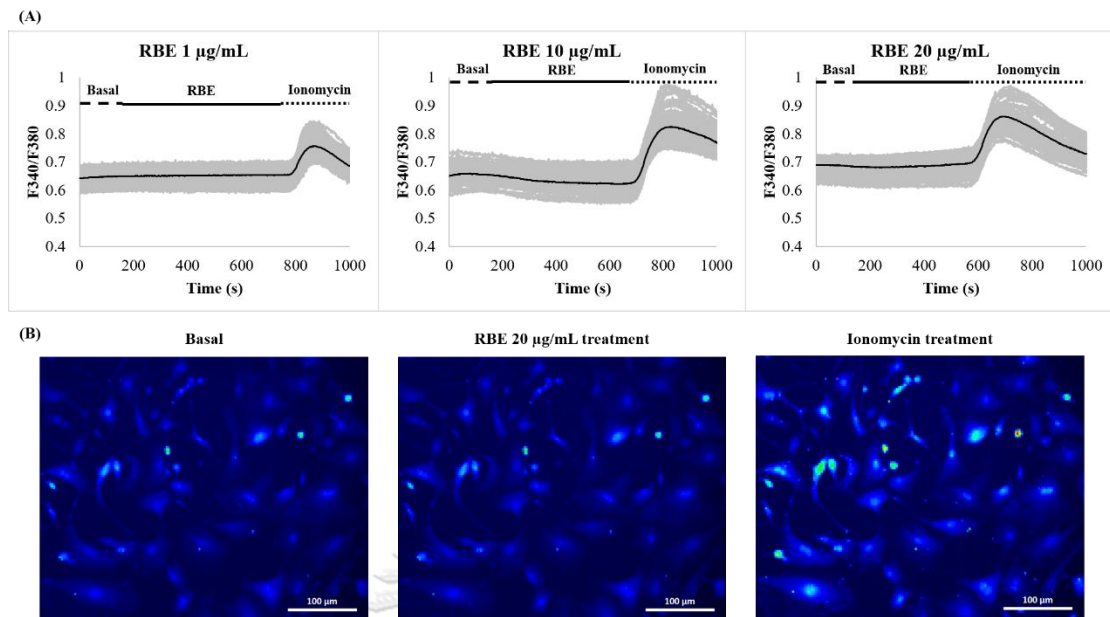 (A)
RBE 1 µg/mL
RBE 10 µg/mL
RBE 20 µg/mL
Basal RBE Ionomycin
Basal RBE Ionomycin
Basal RBE Ionomycin
F340/F380
1
0.9
0.8
0.7
0.6
0.5
0.4
0 200 400 600 800 1000
Time (s)
F340/F380
1
0.9
0.8
0.7
0.6
0.5
0.4
0 200 400 600 800 1000
Time (s)
F340/F380
1
0.9
0.8
0.7
0.6
0.5
0.4
0 200 400 600 800 1000
Time (s)
(B)
Basal
RBE 20 µg/mL treatment
Ionomycin treatment
100 µm
100 µm
100 µm